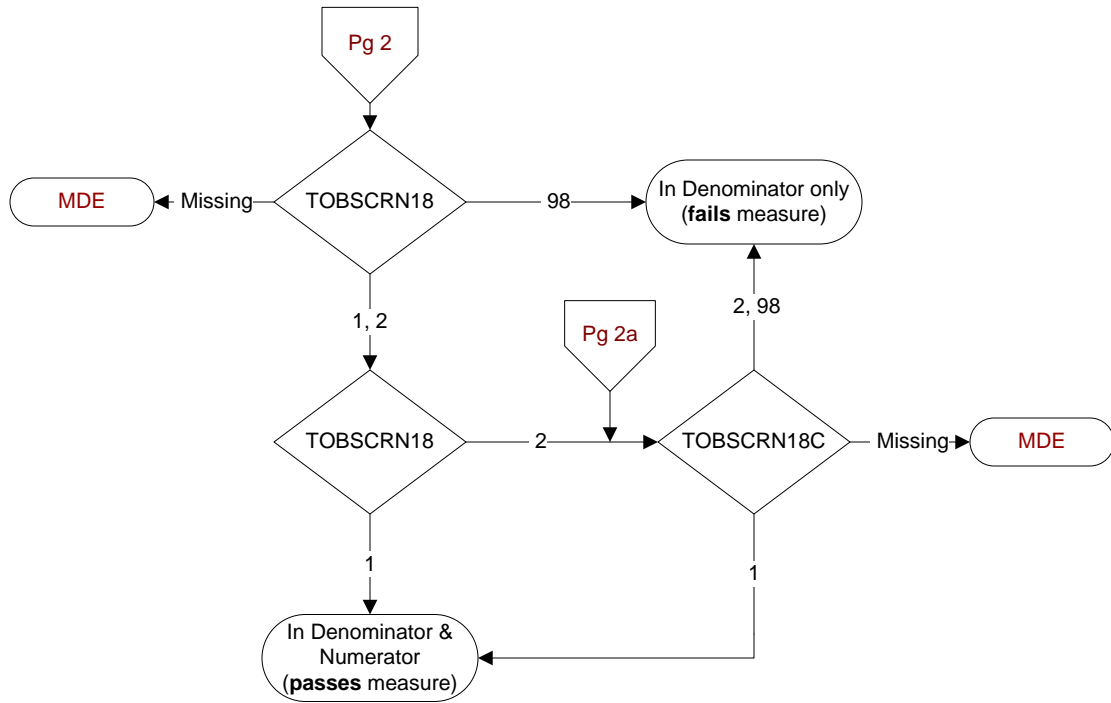 Pg 2
MDE
Missing
TOBSCRN18
98
In Denominator only
(fails measure)
1, 2
Pg 2a
2, 98
TOBSCRN18
2
TOBSCRN18C
Missing
MDE
1
1
In Denominator &
Numerator
(passes measure)